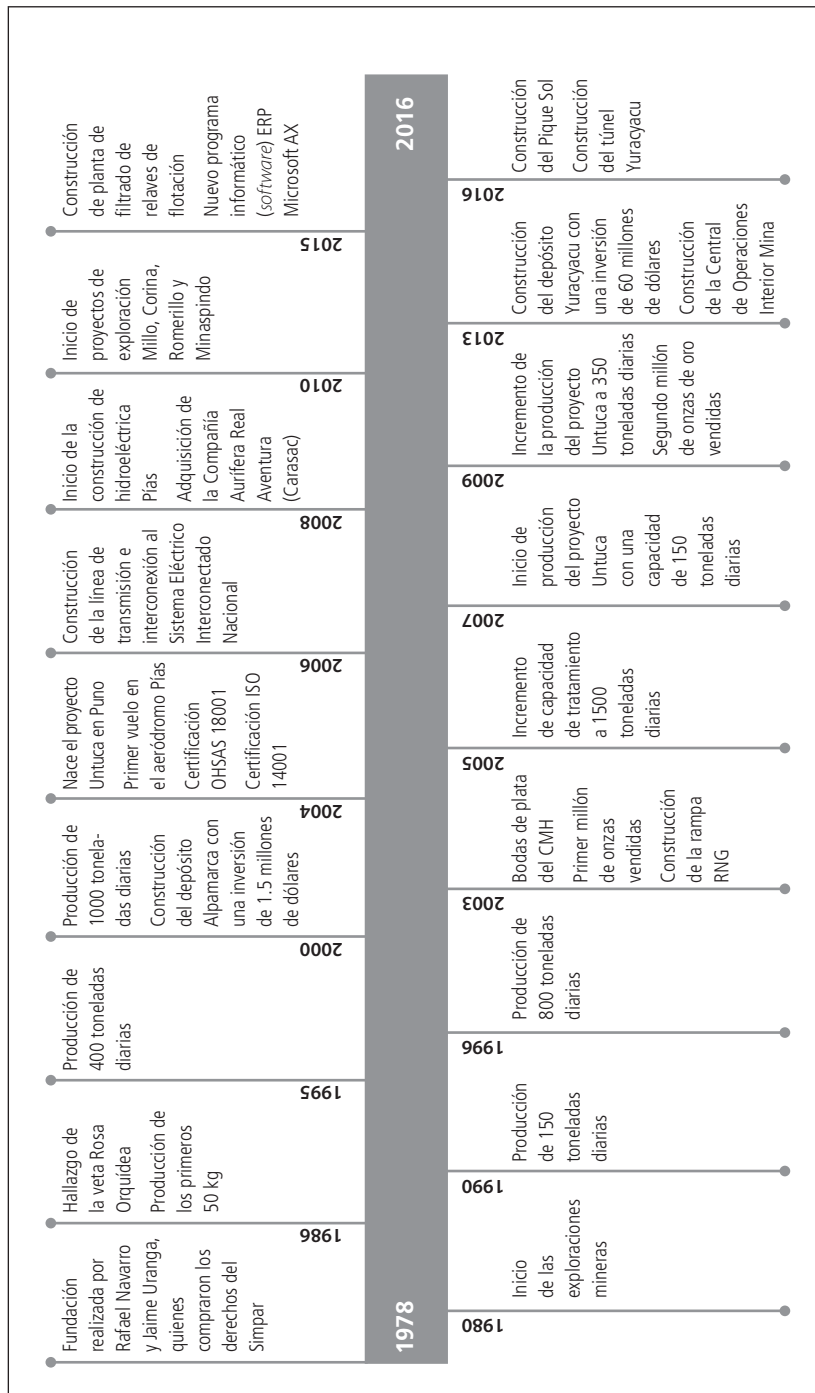 Fundación
realizada por
Rafael Navarro
y Jaime Uranga,
quienes
compraron los
derechos del
Simpar
1986
Hallazgo de
la veta Rosa
Orquídea
Producción de
los primeros
50 kg
1995
Producción de
400 toneladas
diarias
2000
Producción de
1000 tonela-
das diarias
Construcción
del depósito
Alpamarca con
una inversión
de 1.5 millones
de dólares
2004
Nace el proyecto
Untuca en Puno
Primer vuelo en
el aeródromo Pías
Certificación
OHSAS 18001
Certificación ISO
14001
2006
Construcción
de la línea de
transmisión e
interconexión al
Sistema Eléctrico
Interconectado
Nacional
2008
Inicio de la
construcción de
hidroeléctrica
Pías
Adquisición de
la Compañía
Aurífera Real
Aventura
(Carasac)
2010
Inicio de
proyectos de
exploración
Millo, Corina,
Romerillo y
Minaspindo
2015
Construcción
de planta de
filtrado de
relaves de
flotación
Nuevo programa
informático
(software) ERP
Microsoft AX
1978
2016
1980
Inicio
de las
exploraciones
mineras
1990
Producción
de 150
toneladas
diarias
1996
Producción de
800 toneladas
diarias
2003
Bodas de plata
del CMH
Primer millón
de onzas
vendidas
Construcción
de la rampa
RNG
2005
Incremento
de capacidad
de tratamiento
a 1500
toneladas
diarias
2007
Inicio de
producción
del proyecto
Untuca
con una
capacidad
de 150
toneladas
diarias
2009
Incremento de
la producción
del proyecto
Untuca a 350
toneladas diarias
Segundo millón
de onzas de oro
vendidas
2013
Construcción
del depósito
Yuracyacu con
una inversión
de 60 millones
de dólares
Construcción
de la Central
de Operaciones
Interior Mina
2016
Construcción
del Pique Sol
Construcción
del túnel
Yuracyacu